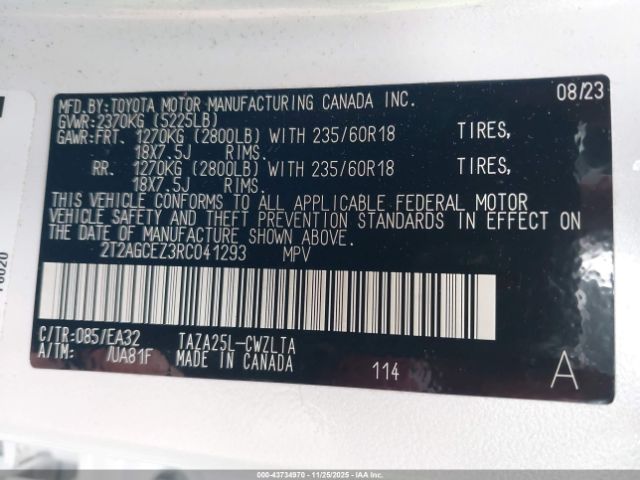 MFD.BY:TOYOTA MOTOR MANUFACTURING CANADA INC. 08/23
GVWR:2370KG (5225LB)
GAWR:FRT. 1270KG (2800LB) WITH 235/60R18 TIRES,
18X7.5J RIMS.
RR. 1270KG (2800LB) WITH 235/60R18 TIRES,
18X7.5J RIMS.
THIS VEHICLE CONFORMS TO ALL APPLICABLE FEDERAL MOTOR
VEHICLE SAFETY AND THEFT PREVENTION STANDARDS IN EFFECT ON
THE DATE OF MANUFACTURE SHOWN ABOVE.
2T2AGCEZ3RC041293 MPV
C/TR:085/EA32 TAZA25L-CWZLTA
A/TM: /UA81F MADE IN CANADA
114 A
000-43734970 - 11/25/2025 - IAAI.COM